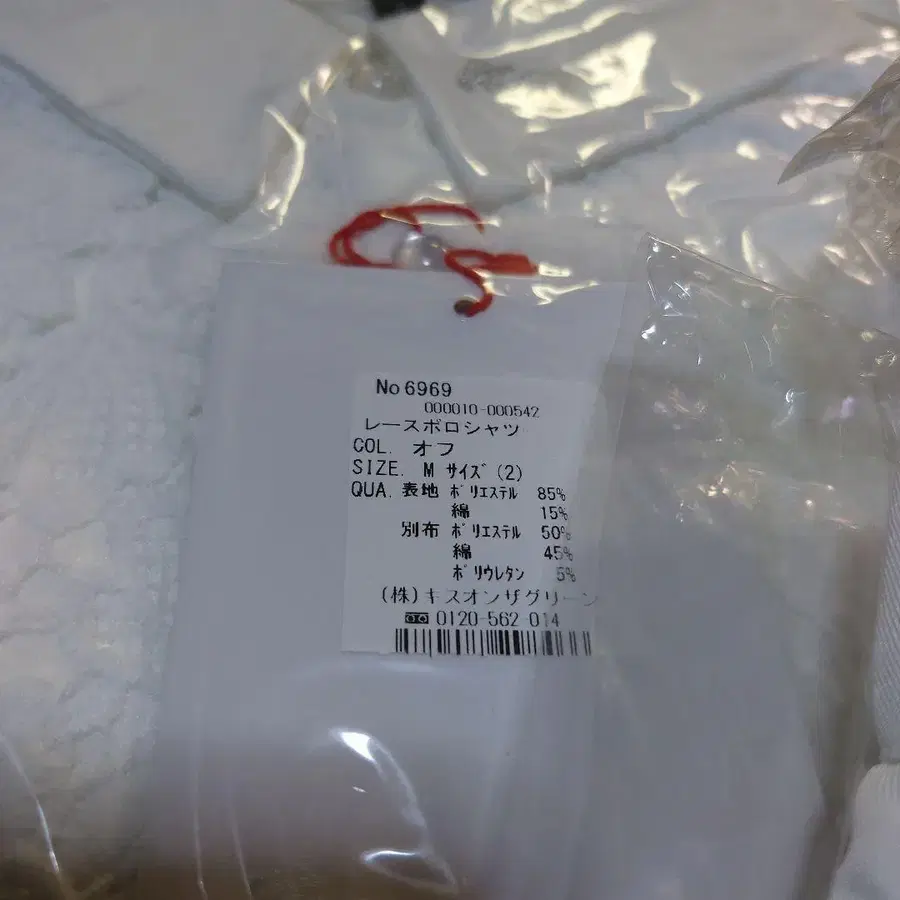 No6969
000010-000542
レースポロシャツ
COL. オフ
SIZE. M サイズ (2)
QUA. 表地 ポリエステル 85%
綿 15%
別布 ポリエステル 50%
綿 45%
ポリウレタン 5%
(株)キスオンザグリーン
0120-562-014